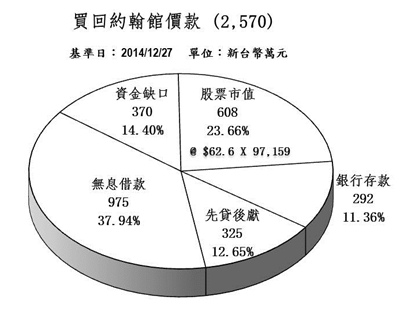 買回約翰館價款 (2,570)
基準日：2014/12/27 單位：新台幣萬元
資金缺口
370
14.40%
股票市值
608
23.66%
@ $62.6 X 97,159
銀行存款
292
11.36%
先貸後獻
325
12.65%
無息借款
975
37.94%